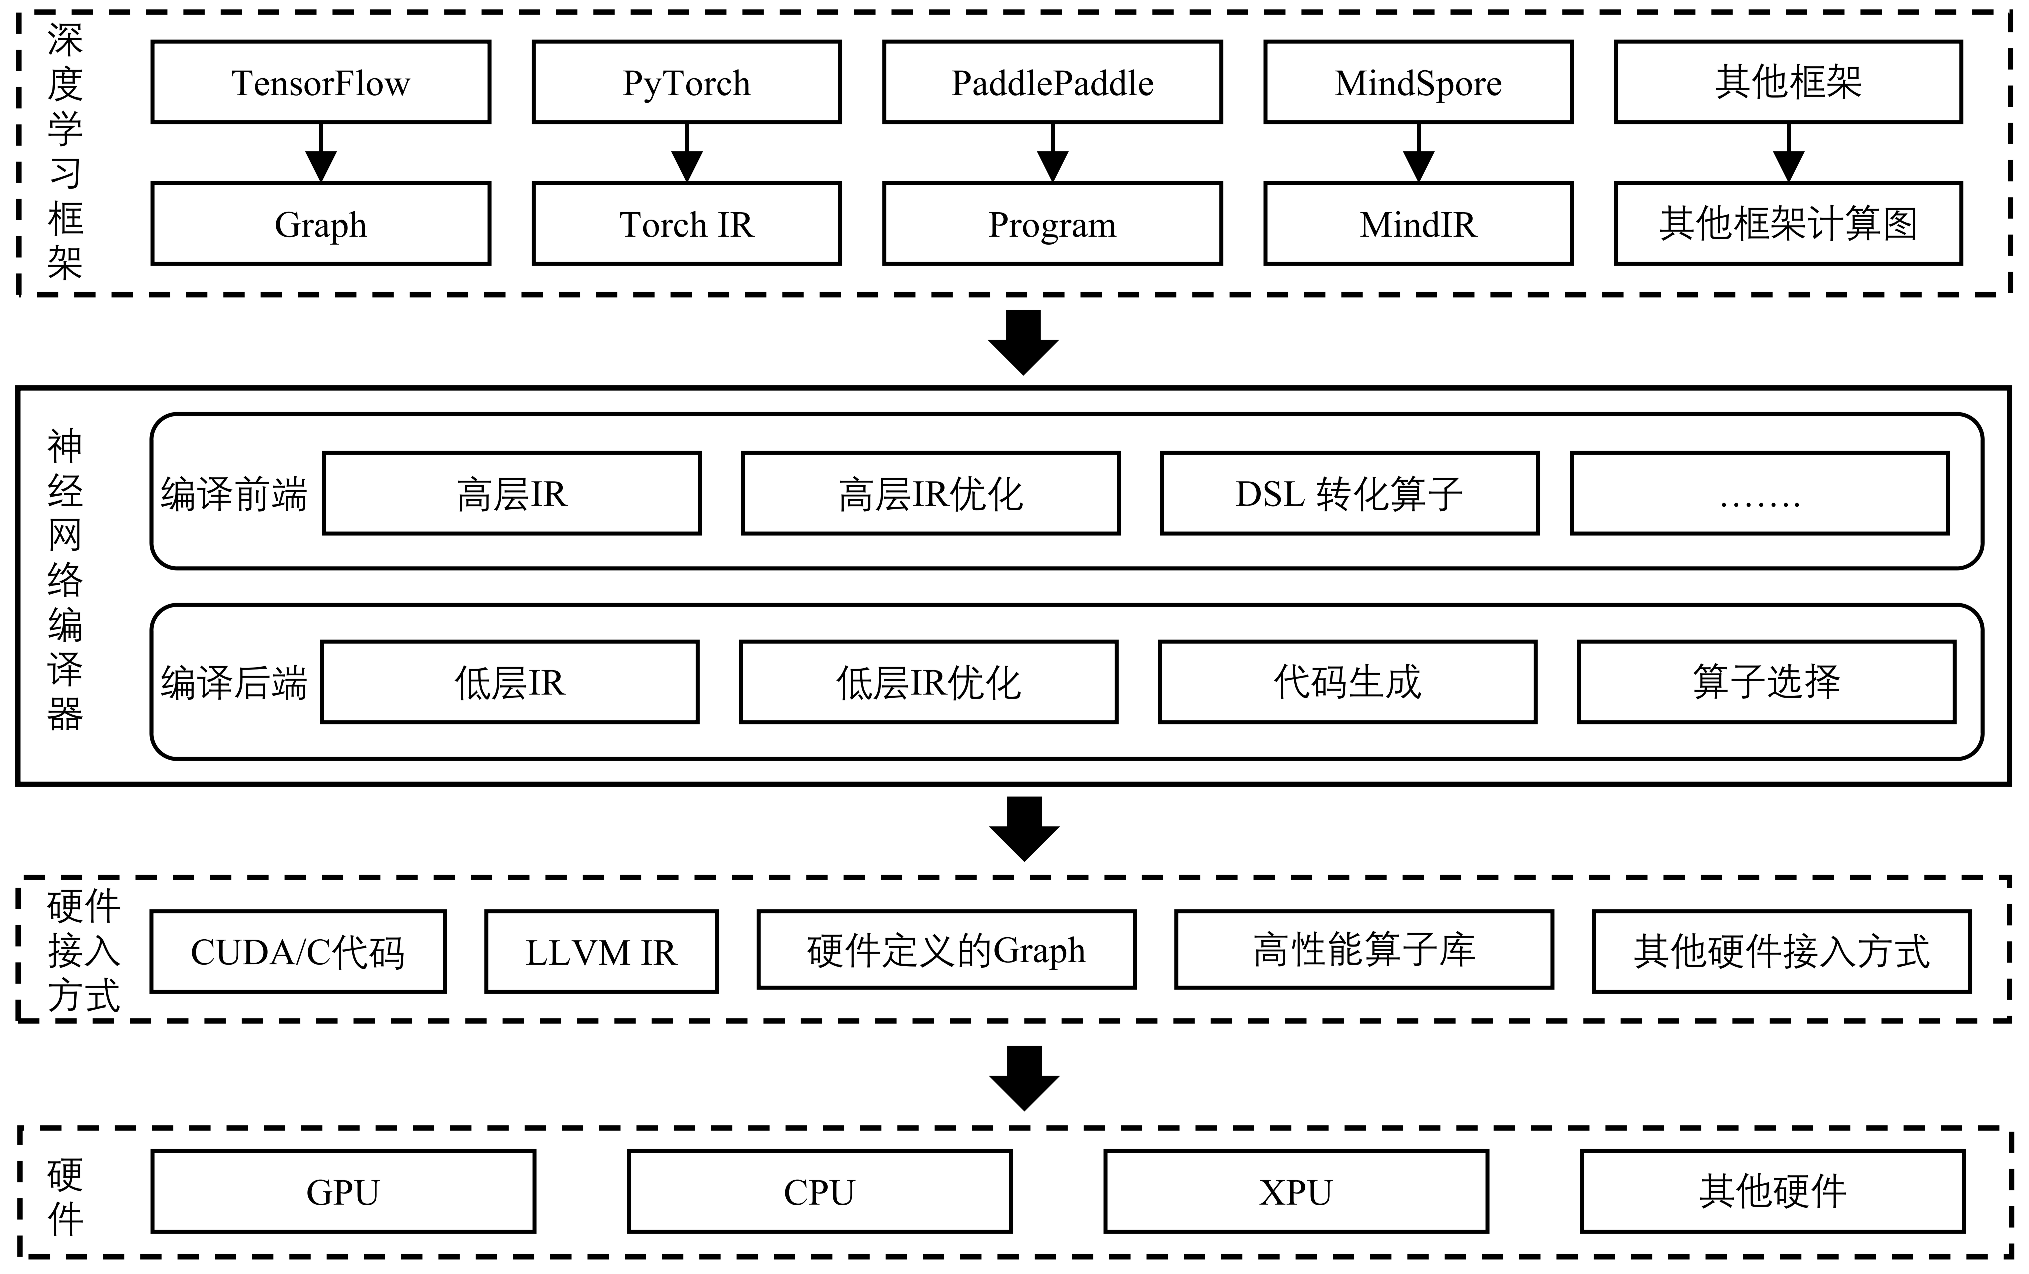 深度学习框架
TensorFlow
PyTorch
PaddlePaddle
MindSpore
其他框架
Graph
Torch IR
Program
MindIR
其他框架计算图
神经网络编译器
编译前端
高层IR
高层IR优化
DSL 转化算子
…….
编译后端
低层IR
低层IR优化
代码生成
算子选择
硬件
接入
方式
CUDA/C代码
LLVM IR
硬件定义的Graph
高性能算子库
其他硬件接入方式
硬件
GPU
CPU
XPU
其他硬件